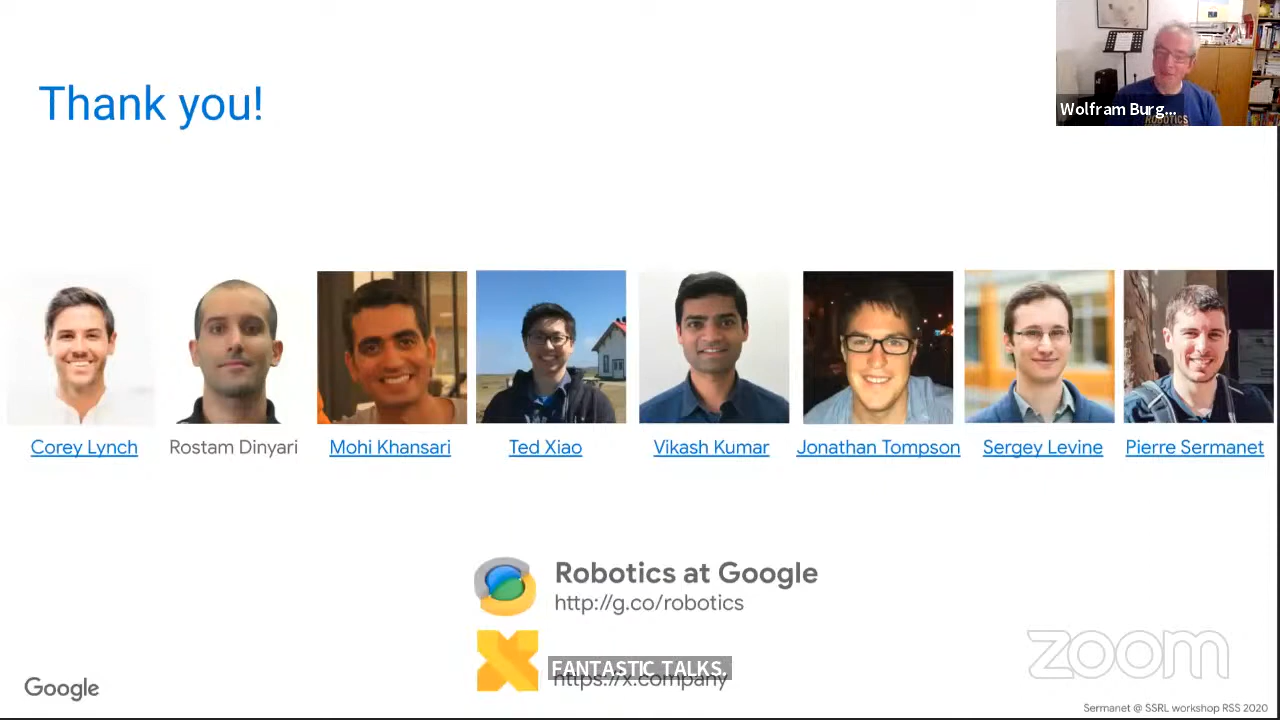 Thank you!
Wolfram Burg...
ROBOTICS
Corey Lynch
Rostam Dinyari
Mohi Khansari
Ted Xiao
Vikash Kumar
Jonathan Tompson
Sergey Levine
Pierre Sermanet
Robotics at Google
http://g.co/robotics
FANTASTIC TALKS,
https://x.company
zoom
Google
Sermanet @ SSRL workshop RSS 2020